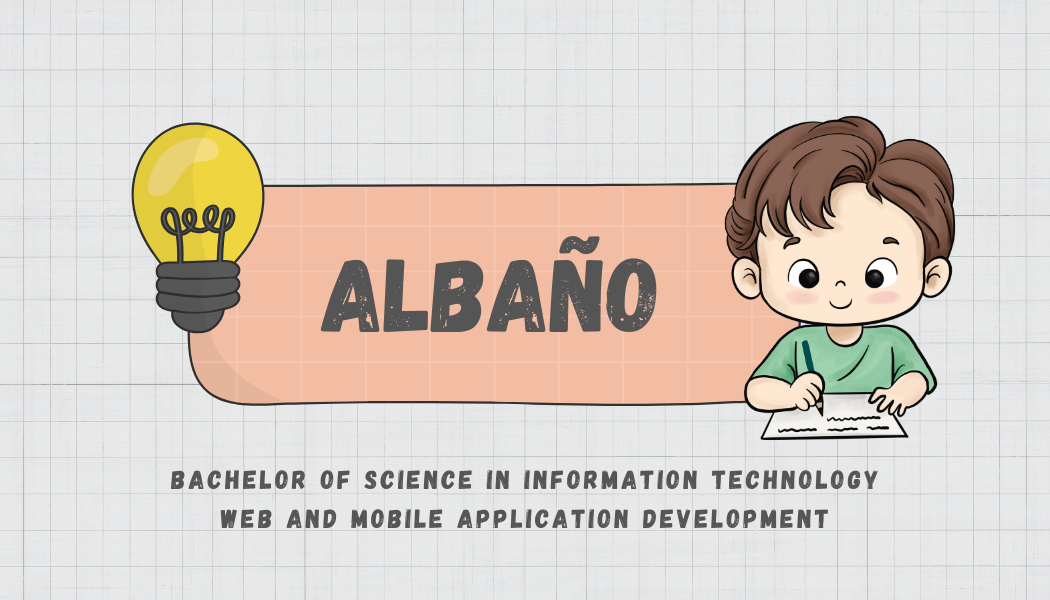 ALBAÑO
BACHELOR OF SCIENCE IN INFORMATION TECHNOLOGY
WEB AND MOBILE APPLICATION DEVELOPMENT